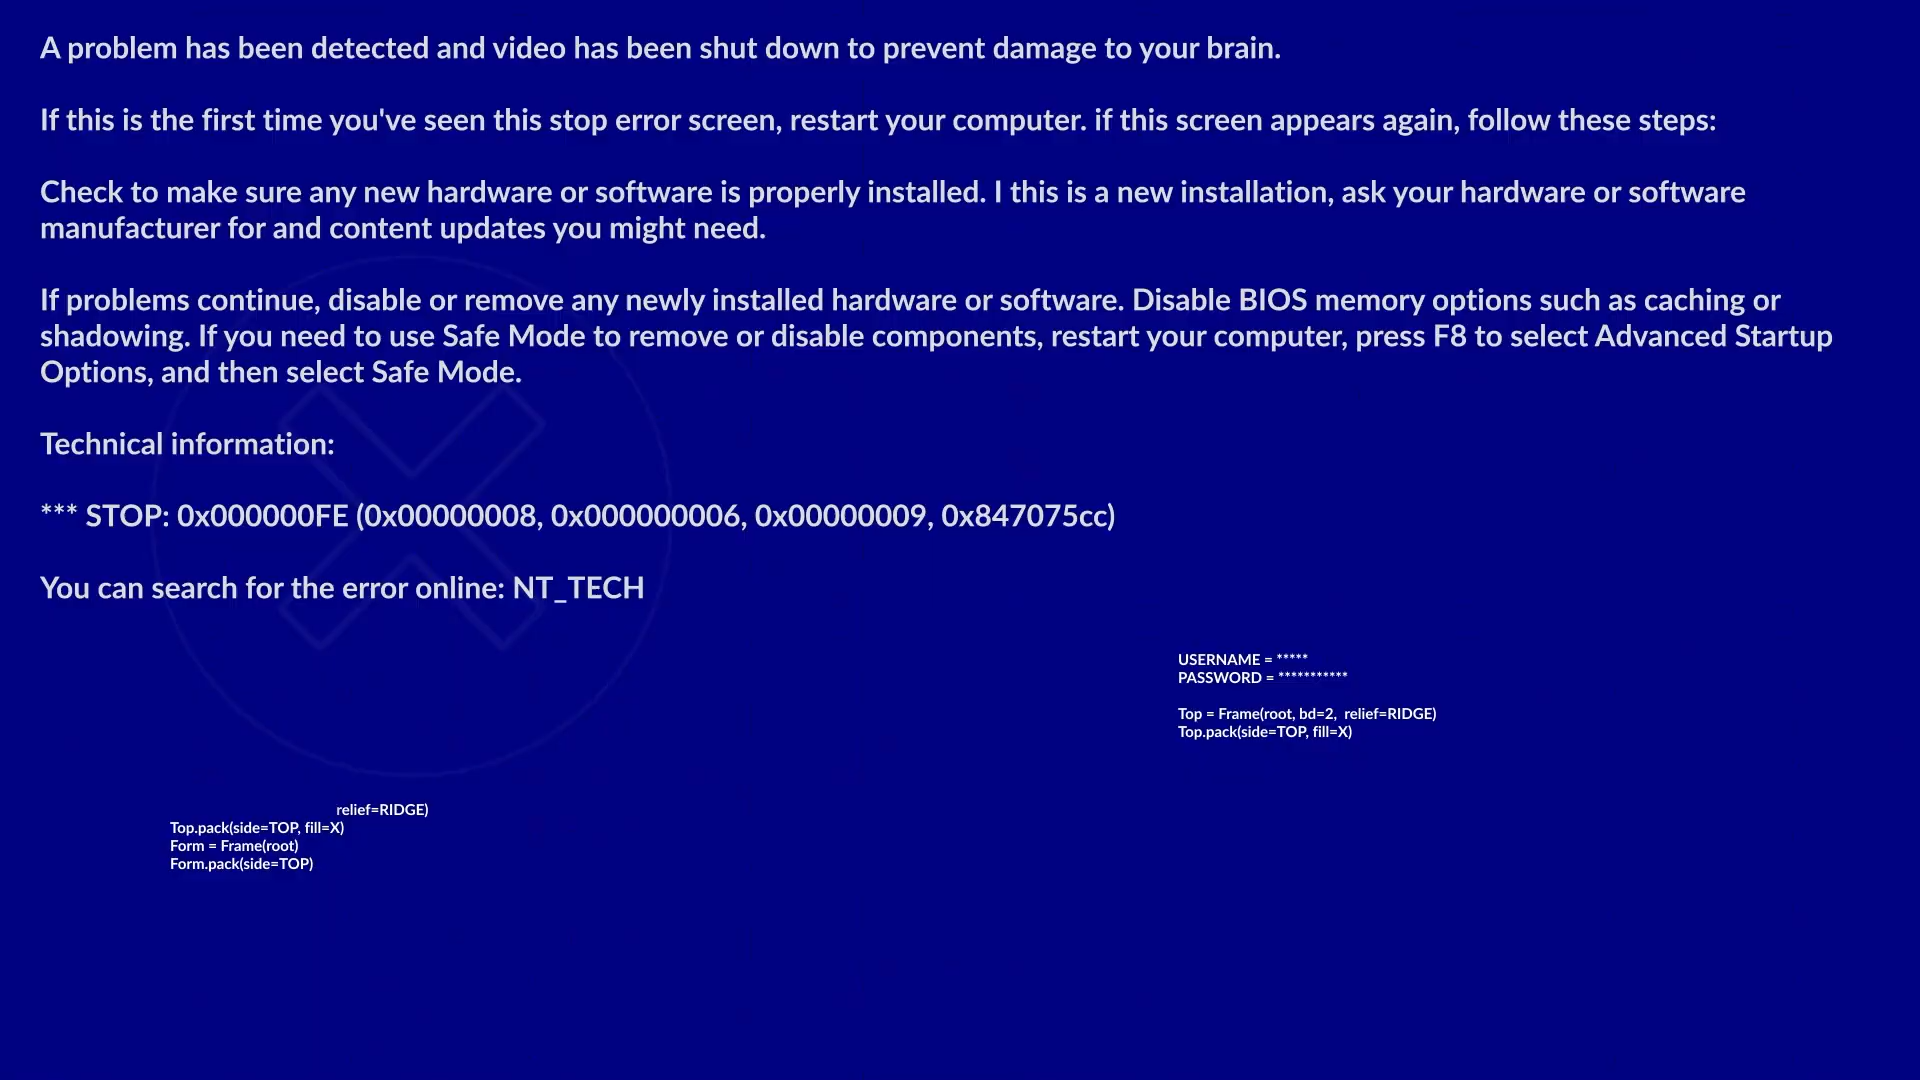 A problem has been detected and video has been shut down to prevent damage to your brain.
If this is the first time you've seen this stop error screen, restart your computer. if this screen appears again, follow these steps:
Check to make sure any new hardware or software is properly installed. I this is a new installation, ask your hardware or software
manufacturer for and content updates you might need.
If problems continue, disable or remove any newly installed hardware or software. Disable BIOS memory options such as caching or
shadowing. If you need to use Safe Mode to remove or disable components, restart your computer, press F8 to select Advanced Startup
Options, and then select Safe Mode.
Technical information:
*** STOP: 0x000000FE (0x00000008, 0x000000006, 0x00000009, 0x847075cc)
You can search for the error online: NT_TECH
USERNAME = *****
PASSWORD = ***********
Top = Frame(root, bd=2,  relief=RIDGE)
Top.pack(side=TOP, fill=X)
relief=RIDGE)
Top.pack(side=TOP, fill=X)
Form = Frame(root)
Form.pack(side=TOP)